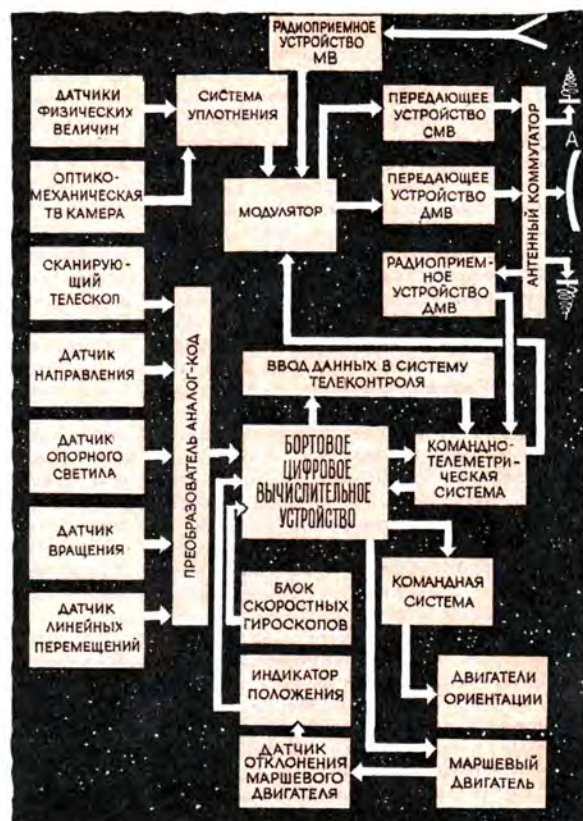 РАДИОПРИЕМНОЕ
УСТРОЙСТВО
МВ
ДАТЧИКИ
ФИЗИЧЕСКИХ
ВЕЛИЧИН
СИСТЕМА
УПЛОТНЕНИЯ
ПЕРЕДАЮЩЕЕ
УСТРОЙСТВО
СМВ
ОПТИКО-
МЕХАНИЧЕСКАЯ
ТВ КАМЕРА
МОДУЛЯТОР
ПЕРЕДАЮЩЕЕ
УСТРОЙСТВО
ДМВ
АНТЕННЫЙ КОММУТАТОР
А
СКАНИРУЮ-
ЩИЙ
ТЕЛЕСКОП
РАДИОПРИЕМ-
НОЕ
УСТРОЙСТВО
ДМВ
ДАТЧИК
НАПРАВЛЕНИЯ
ПРЕОБРАЗОВАТЕЛЬ АНАЛОГ-КОД
ВВОД ДАННЫХ В СИСТЕМУ
ТЕЛЕКОНТРОЛЯ
ДАТЧИК
ОПОРНОГО
СВЕТИЛА
БОРТОВОЕ
ЦИФРОВОЕ
ВЫЧИСЛИТЕЛЬНОЕ
УСТРОЙСТВО
КОМАНДНО-
ТЕЛЕМЕТРИ-
ЧЕСКАЯ
СИСТЕМА
ДАТЧИК
ВРАЩЕНИЯ
БЛОК
СКОРОСТНЫХ
ГИРОСКОПОВ
КОМАНДНАЯ
СИСТЕМА
ДАТЧИК
ЛИНЕЙНЫХ
ПЕРЕМЕЩЕНИЙ
ИНДИКАТОР
ПОЛОЖЕНИЯ
ДВИГАТЕЛИ
ОРИЕНТАЦИИ
ДАТЧИК
ОТКЛОНЕНИЯ
МАРШЕВОГО
ДВИГАТЕЛЯ
МАРШЕВЫЙ
ДВИГАТЕЛЬ